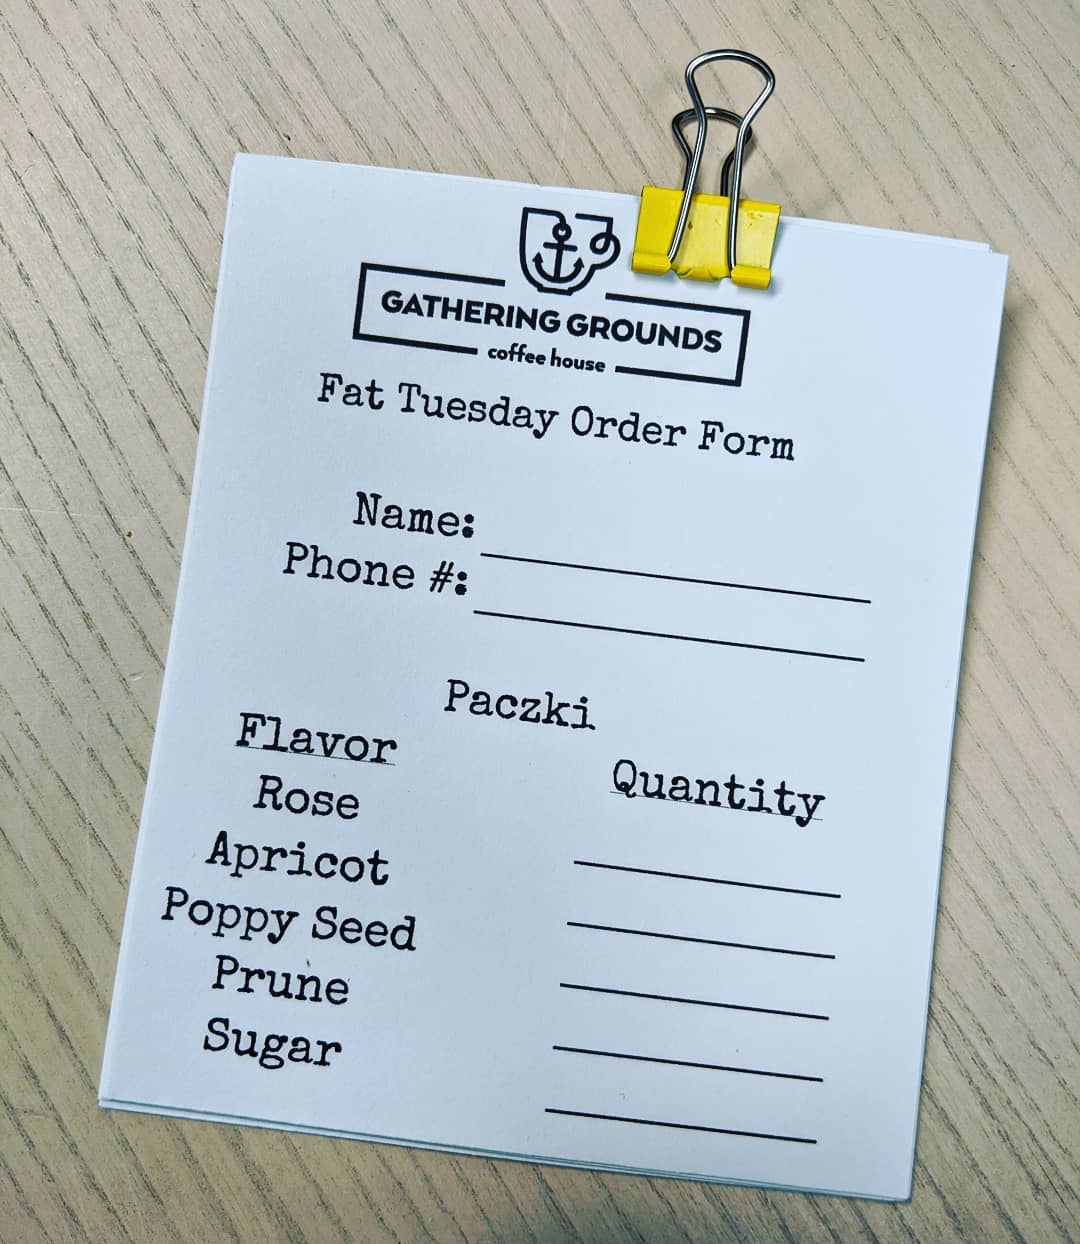 GATHERING GROUNDS
coffee house
Fat Tuesday Order Form
Name:
Phone #:
Paczki
Flavor
Quantity
Rose
Apricot
Poppy Seed
Prune
Sugar